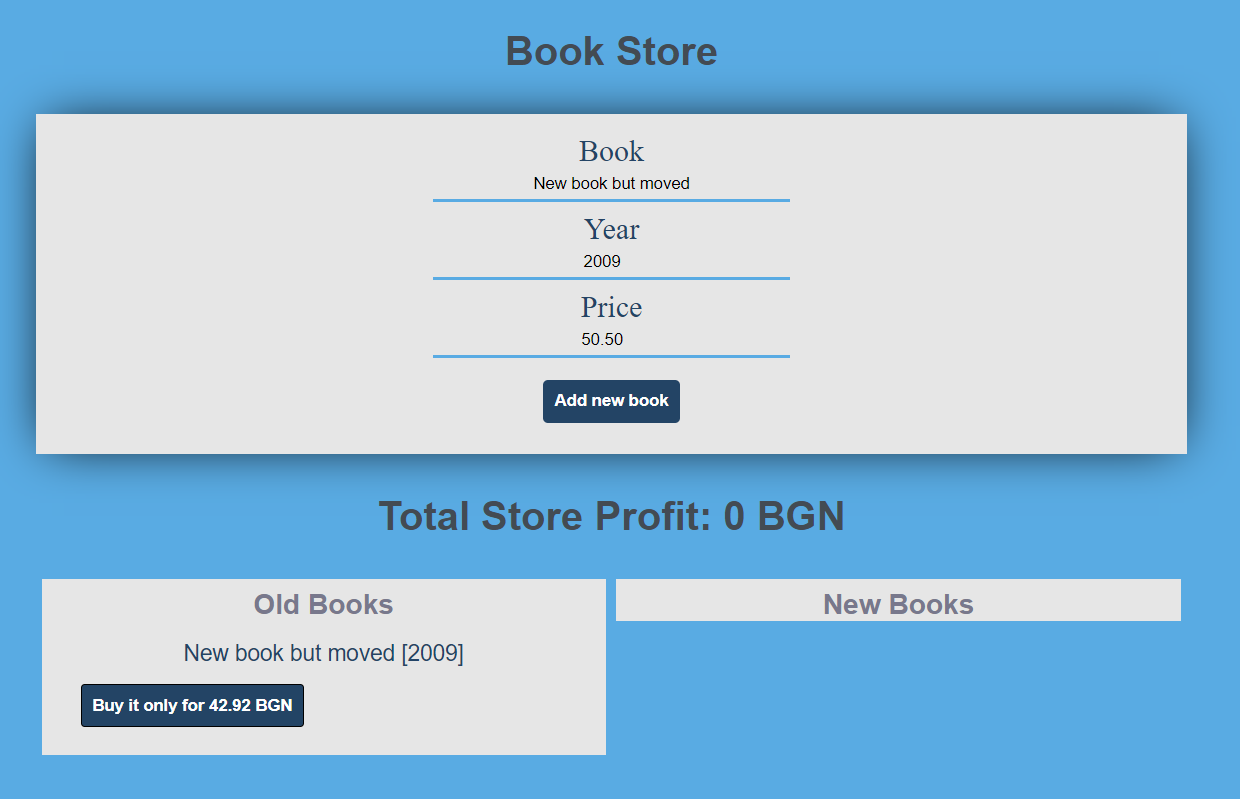 Book Store
Book
New book but moved
Year
2009
Price
50.50
Add new book
Total Store Profit: 0 BGN
Old Books
New book but moved [2009]
Buy it only for 42.92 BGN
New Books